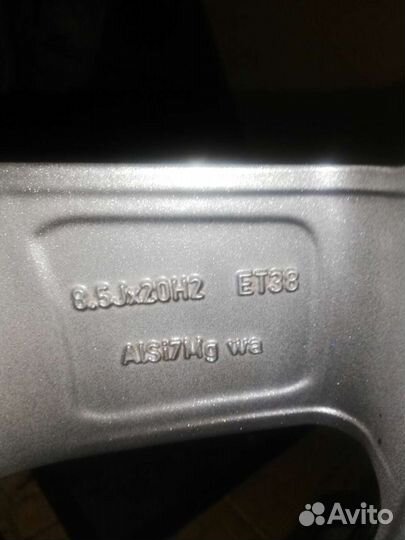 8.5Jx20H2 ET38
AlSi7Mg wa
Avito